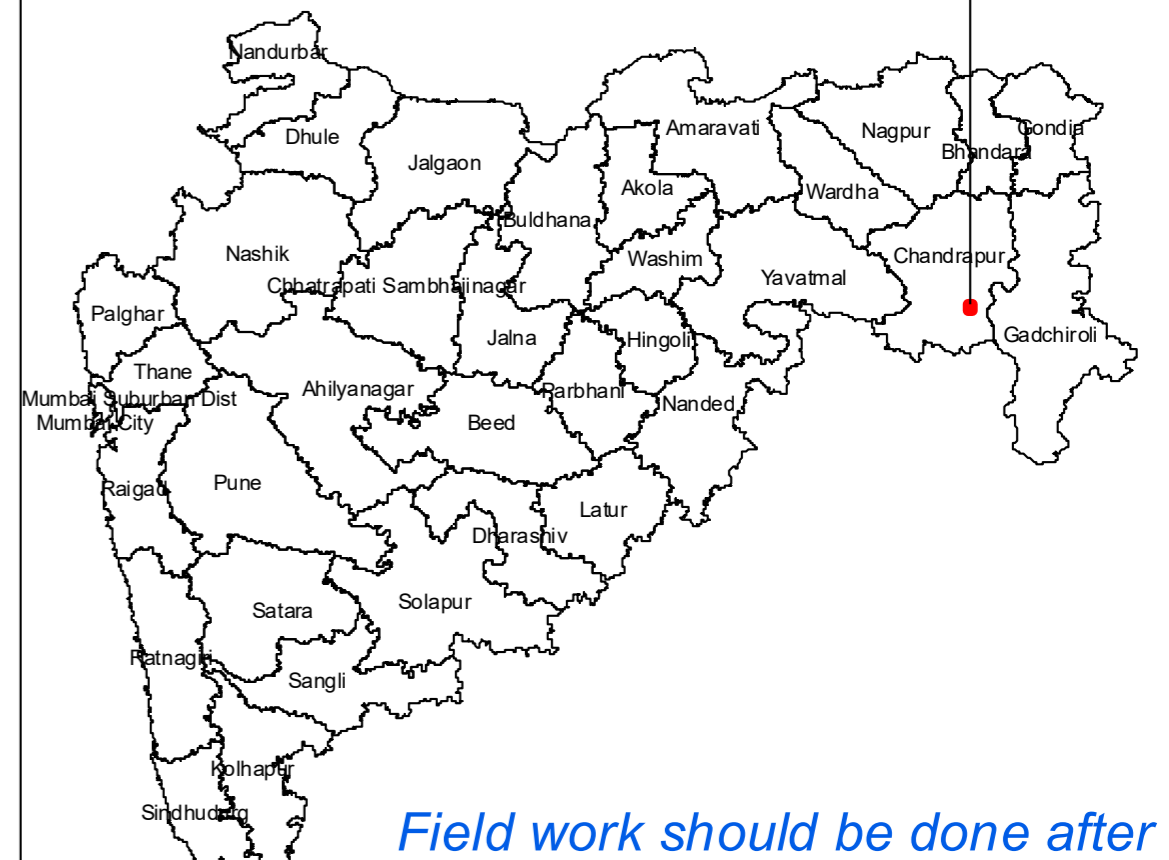 Nandurbar
Dhule
Jalgaon
Amaravati
Nagpur
Gondia
Bhandara
Akola
Wardha
Buldhana
Nashik
Washim
Chandrapur
Yavatmal
Chhatrapati Sambhajinagar
Palghar
Jalna
Hingoli
Gadchiroli
Thane
Ahilyanagar
Parbhani
Nanded
Mumbai Suburban Dist
Mumbai City
Beed
Raigad
Pune
Latur
Dharashiv
Satara
Solapur
Ratnagiri
Sangli
Kolhapur
Sindhudurg
Field work should be done after